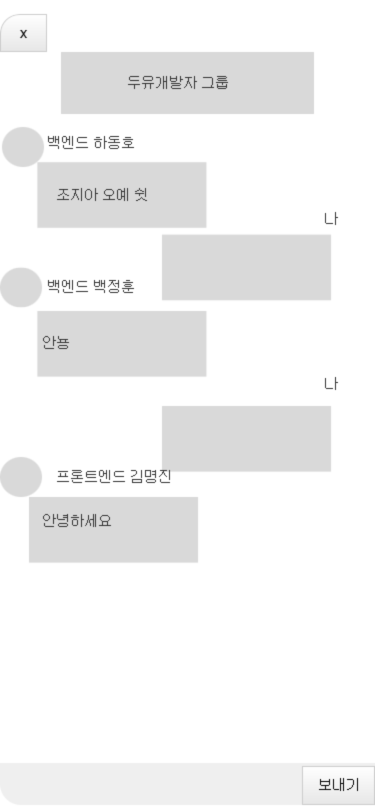 x
두유개발자 그룹
백엔드 하동호
조지아 오예 쉿
나
백엔드 백정훈
안뇽
나
프론트엔드 김명진
안녕하세요
보내기